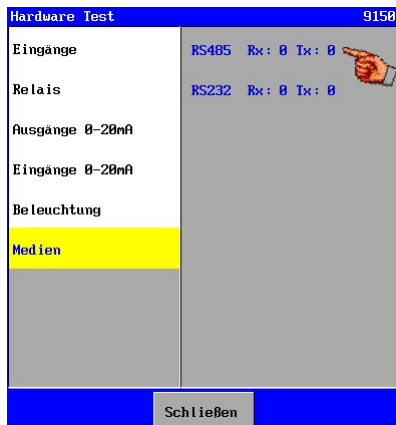 Hardware Test 9150
Eingänge
RS485 Rx: 0 Tx: 0
Relais
RS232 Rx: 0 Tx: 0
Ausgänge 0-20mA
Eingänge 0-20mA
Beleuchtung
Medien
Schließen